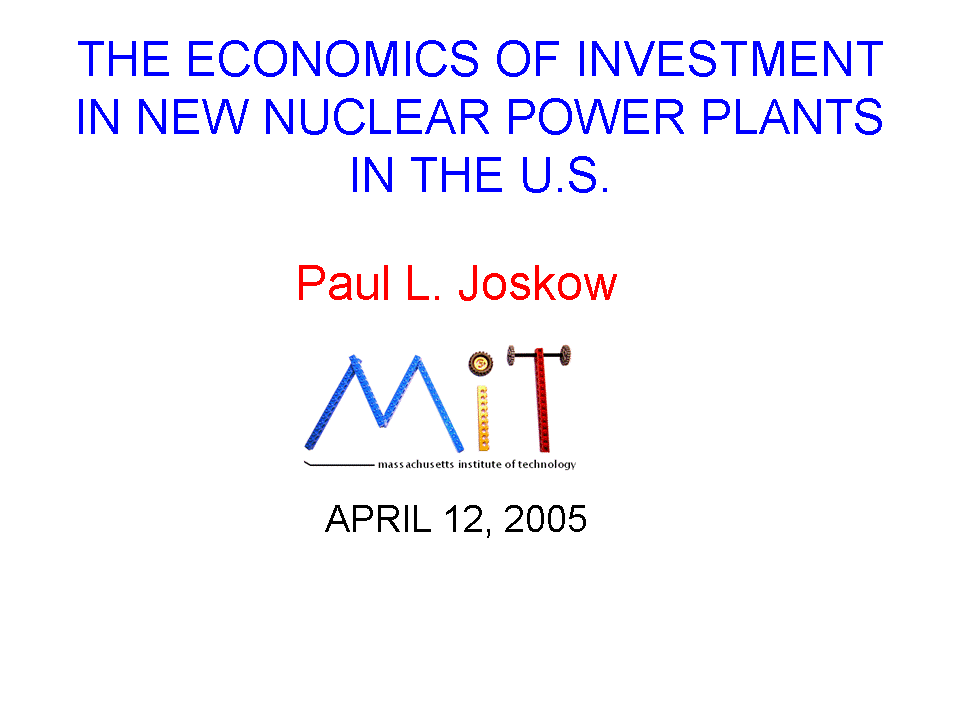 THE ECONOMICS OF INVESTMENT
IN NEW NUCLEAR POWER PLANTS
IN THE U.S.
Paul L. Joskow
MiT
massachusetts institute of technology
APRIL 12, 2005